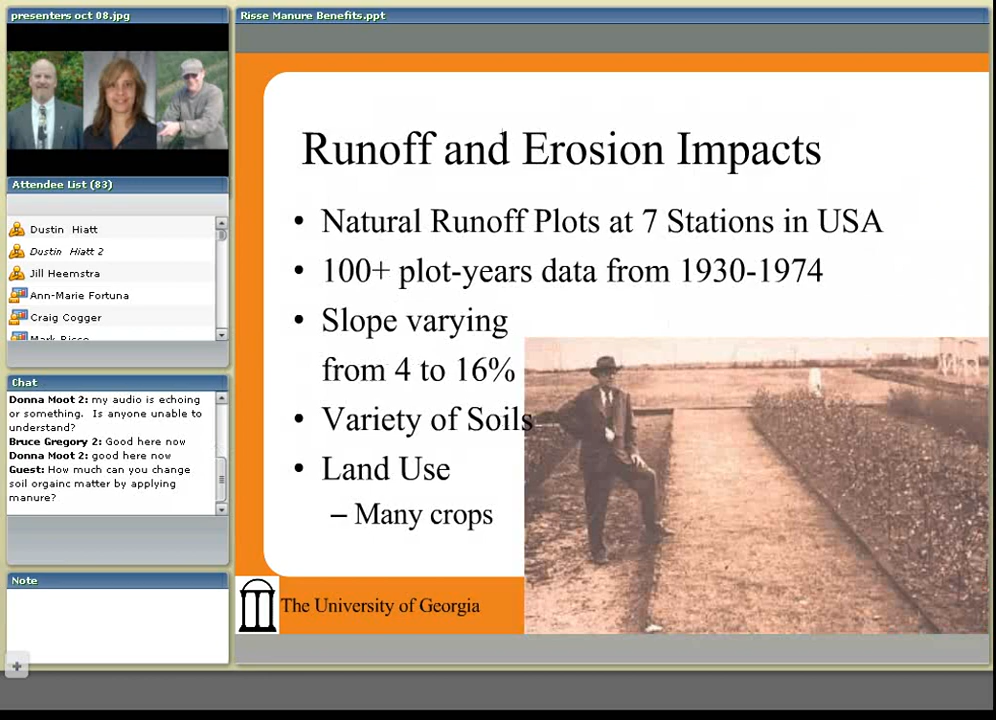 presenters oct 08.jpg
Attendee List (83)
Dustin Hiatt
Dustin Hiatt 2
Jill Heemstra
Ann-Marie Fortuna
Craig Cogger
Mark Risse
Chat
Donna Moot 2: my audio is echoing
or something. Is anyone unable to
understand?
Bruce Gregory 2: Good here now
Donna Moot 2: good here now
Guest: How much can you change
soil orgainc matter by applying
manure?
Note
Risse Manure Benefits.ppt
Runoff and Erosion Impacts
• Natural Runoff Plots at 7 Stations in USA
• 100+ plot-years data from 1930-1974
• Slope varying
from 4 to 16%
• Variety of Soils
• Land Use
– Many crops
The University of Georgia